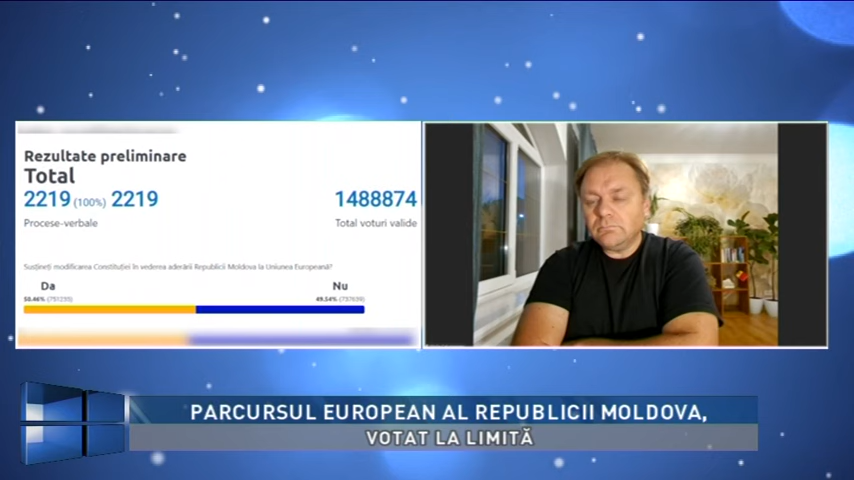 Rezultate preliminare
Total
2219 (100%) 2219
1488874
Procese-verbale
Total voturi valide
Susțineți modificarea Constituției în vederea aderării Republicii Moldova la Uniunea Europeană?
Da
Nu
50.46% (751235)
49.54% (737639)
PARCURSUL EUROPEAN AL REPUBLICII MOLDOVA,
VOTAT LA LIMITĂ